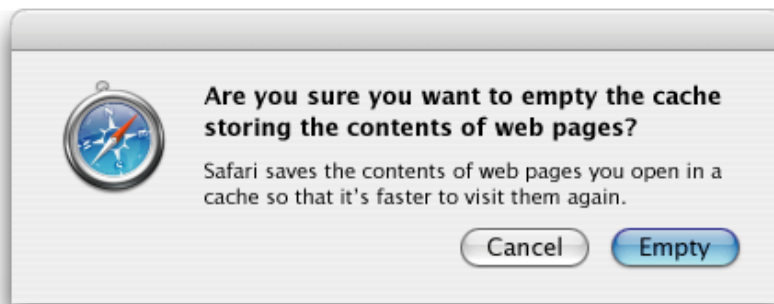 Are you sure you want to empty the cache
storing the contents of web pages?
Safari saves the contents of web pages you open in a
cache so that it's faster to visit them again.
Cancel
Empty